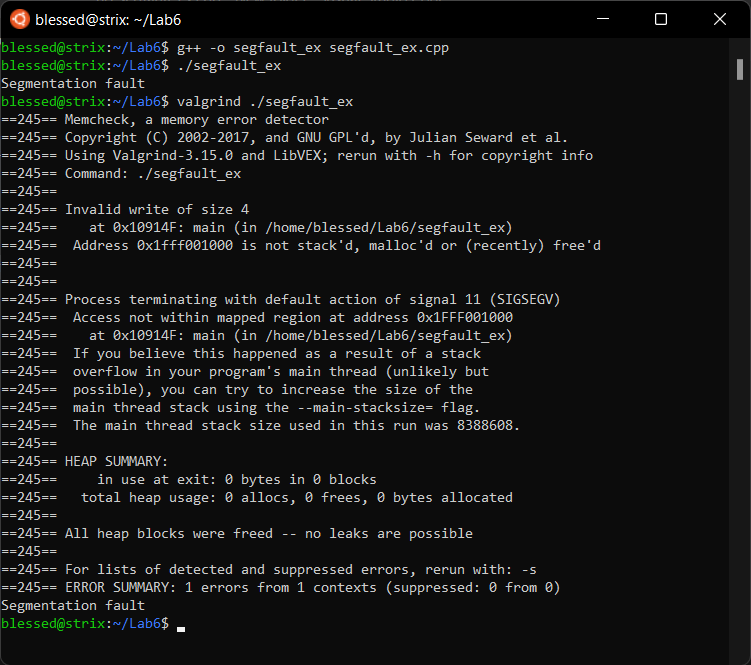 blessed@strix: ~/Lab6
blessed@strix:~/Lab6$ g++ -o segfault_ex segfault_ex.cpp
blessed@strix:~/Lab6$ ./segfault_ex
Segmentation fault
blessed@strix:~/Lab6$ valgrind ./segfault_ex
==245== Memcheck, a memory error detector
==245== Copyright (C) 2002-2017, and GNU GPL'd, by Julian Seward et al.
==245== Using Valgrind-3.15.0 and LibVEX; rerun with -h for copyright info
==245== Command: ./segfault_ex
==245==
==245== Invalid write of size 4
==245==    at 0x10914F: main (in /home/blessed/Lab6/segfault_ex)
==245==  Address 0x1fff001000 is not stack'd, malloc'd or (recently) free'd
==245==
==245==
==245== Process terminating with default action of signal 11 (SIGSEGV)
==245==  Access not within mapped region at address 0x1FFF001000
==245==    at 0x10914F: main (in /home/blessed/Lab6/segfault_ex)
==245==  If you believe this happened as a result of a stack
==245==  overflow in your program's main thread (unlikely but
==245==  possible), you can try to increase the size of the
==245==  main thread stack using the --main-stacksize= flag.
==245==  The main thread stack size used in this run was 8388608.
==245==
==245== HEAP SUMMARY:
==245==     in use at exit: 0 bytes in 0 blocks
==245==   total heap usage: 0 allocs, 0 frees, 0 bytes allocated
==245==
==245== All heap blocks were freed -- no leaks are possible
==245==
==245== For lists of detected and suppressed errors, rerun with: -s
==245== ERROR SUMMARY: 1 errors from 1 contexts (suppressed: 0 from 0)
Segmentation fault
blessed@strix:~/Lab6$